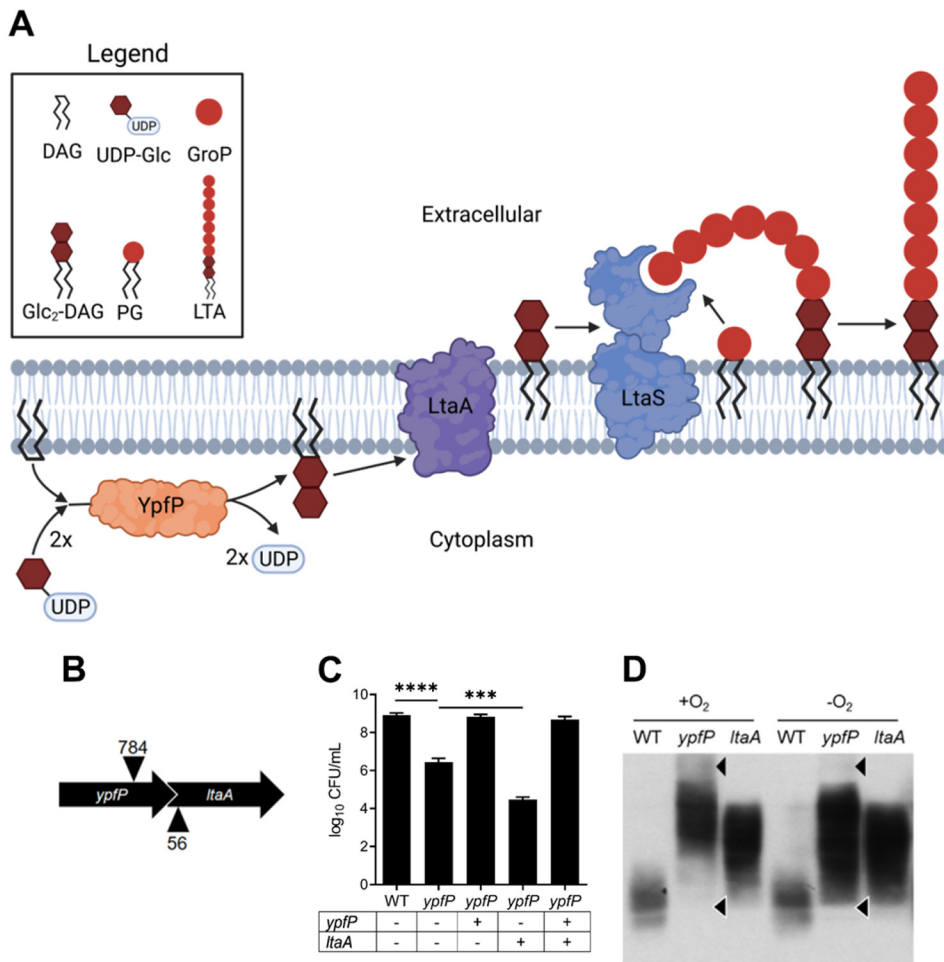 A
Legend
DAG
UDP
UDP-Glc
GroP
Glc₂-DAG
PG
LTA
Extracellular
LtaA
LtaS
YpfP
2x
UDP
2x UDP
Cytoplasm
B
784
ypfP
ltaA
56
C
**** ***
log₁₀ CFU/mL
10
8
6
4
2
0
WT ypfP ypfP ypfP ypfP
ypfP - - + - +
ltaA - - - + +
D
+O₂ -O₂
WT ypfP ltaA WT ypfP ltaA